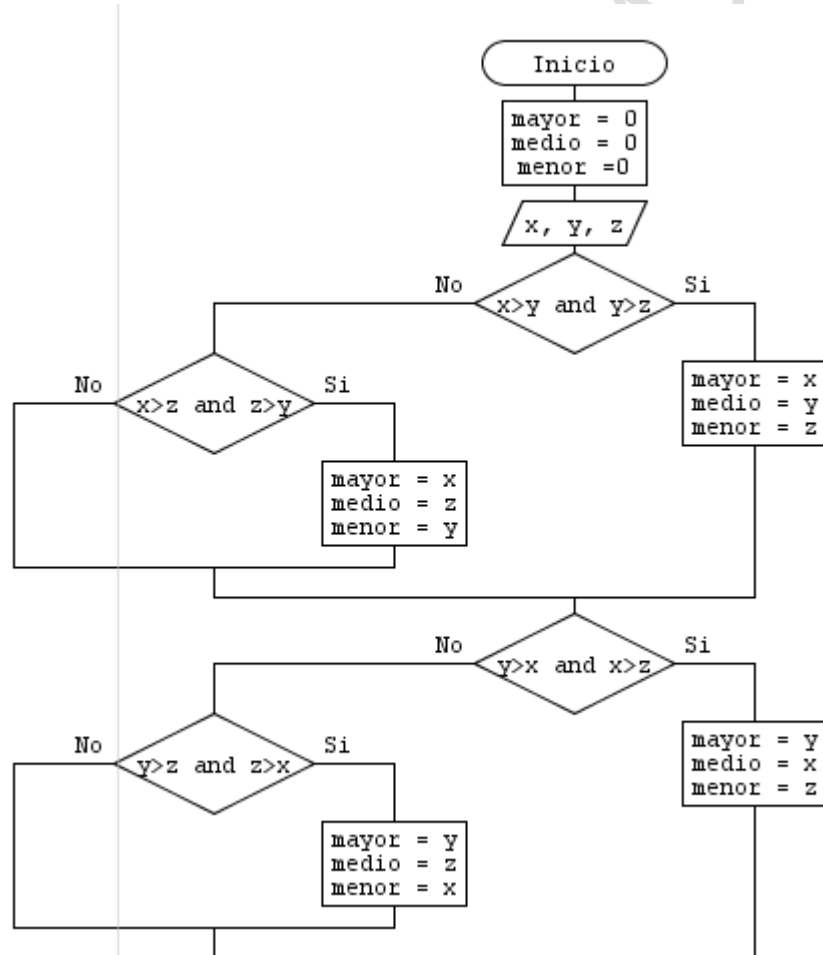 Inicio
mayor = 0
medio = 0
menor =0
x, y, z
No
Si
x>y and y>z
mayor = x
medio = y
menor = z
No
Si
x>z and z>y
mayor = x
medio = z
menor = y
No
Si
y>x and x>z
mayor = y
medio = x
menor = z
No
Si
y>z and z>x
mayor = y
medio = z
menor = x